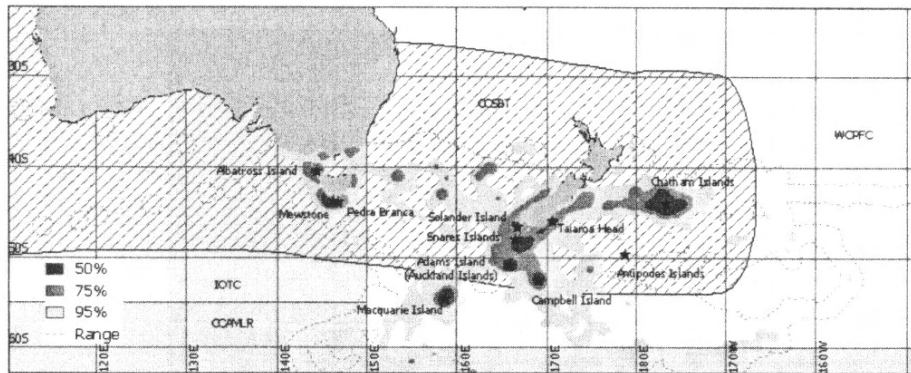 30S
CCSBT
WCPFC
40S
Albatross Island
Chatham Islands
Mewstone
Pedra Branca
Solander Island
Taiaroa Head
Snares Islands
50S
Adams Island
(Auckland Islands)
Antipodes Islands
50%
75%
IOTC
Campbell Island
95%
Macquarie Island
Range
CCAMLR
60S
120E
130E
140E
150E
160E
170E
180E
170W
160W